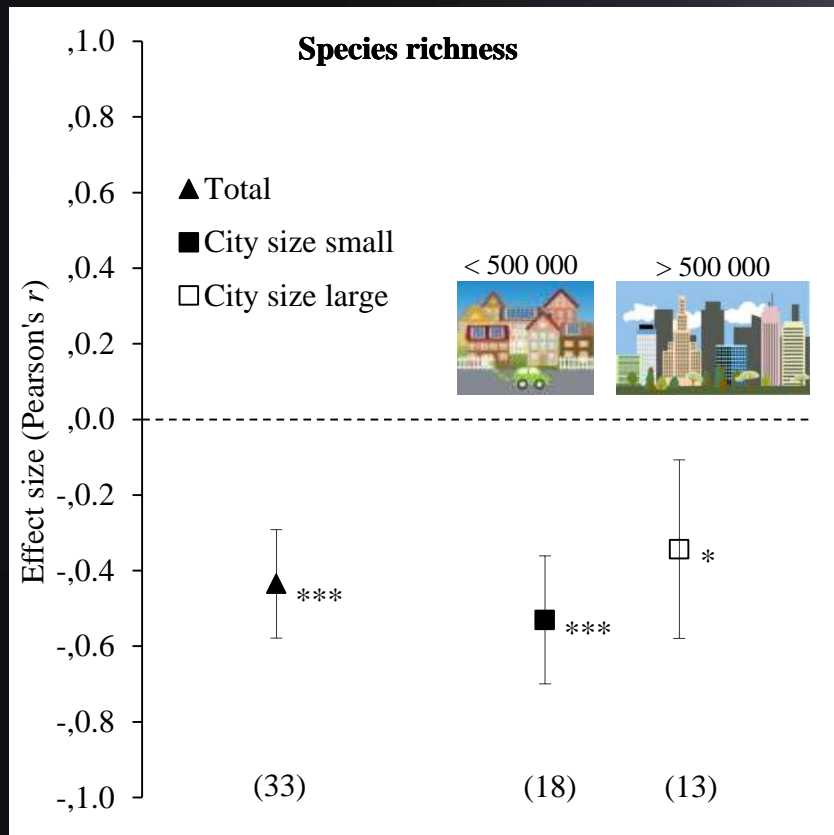 Species richness
Effect size (Pearson's r)
,1.0
,0.8
,0.6
,0.4
,0.2
,0.0
-,0.2
-,0.4
-,0.6
-,0.8
-,1.0
Total
City size small
City size large
< 500 000
> 500 000
***
***
*
(33)
(18)
(13)